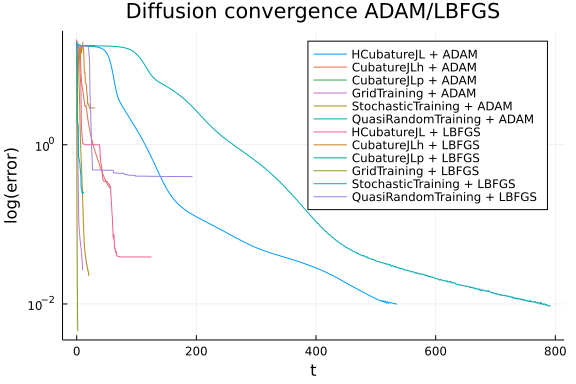 Diffusion convergence ADAM/LBFGS
HCubatureJL + ADAM
CubatureJLh + ADAM
CubatureJLp + ADAM
GridTraining + ADAM
StochasticTraining + ADAM
QuasiRandomTraining + ADAM
HCubatureJL + LBFGS
CubatureJLh + LBFGS
CubatureJLp + LBFGS
GridTraining + LBFGS
StochasticTraining + LBFGS
QuasiRandomTraining + LBFGS
log(error)
10⁰
10⁻²
0 200 400 600 800
t